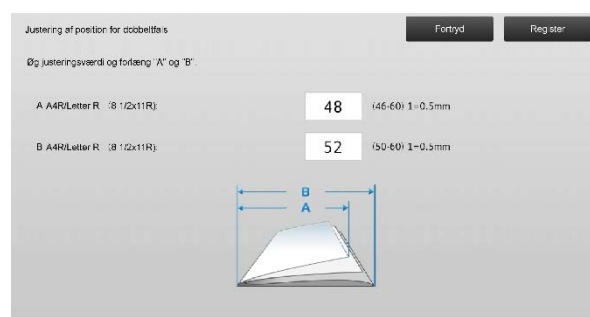 Justering af position for dobbeltfals
Fortryd
Register
Øg justeringsværdi og forlæng "A" og "B".
A A4R/Letter R (8 1/2x11R):
48
(46-60) 1=0.5mm
B A4R/Letter R (8 1/2x11R):
52
(50-60) 1=0.5mm
B
A